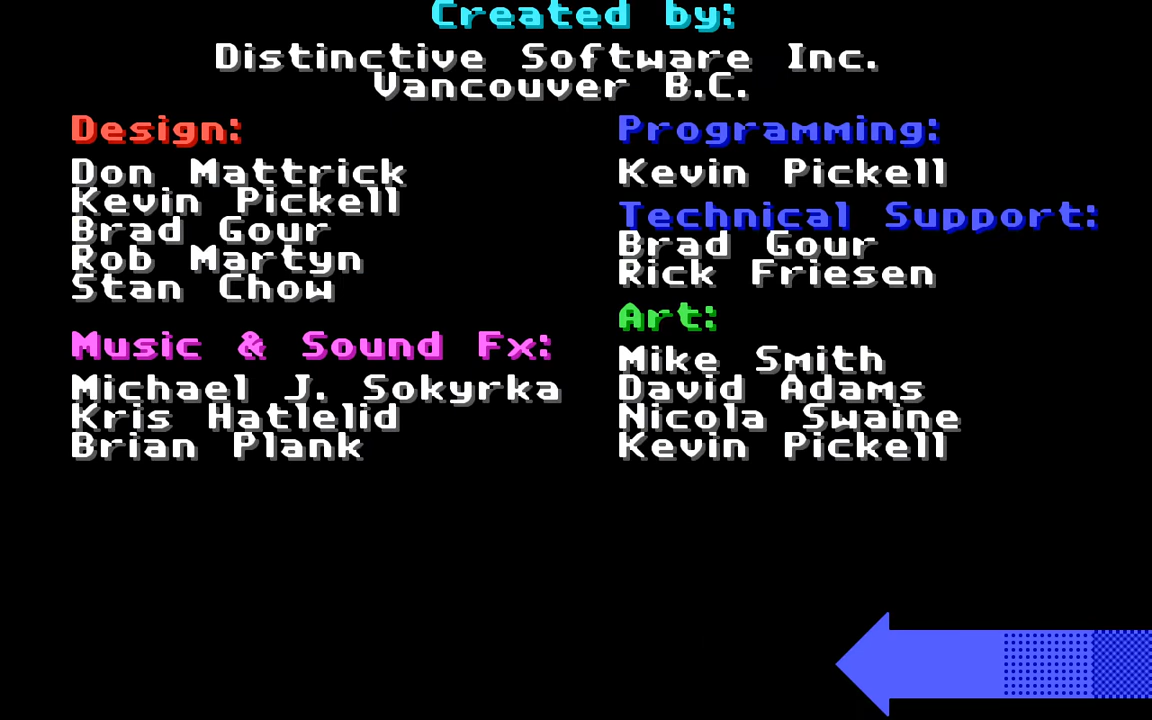 Created by:
Distinctive Software Inc.
Vancouver B.C.
Design:
Don Mattrick
Kevin Pickell
Brad Gour
Rob Martyn
Stan Chow
Music & Sound Fx:
Michael J. Sokyrka
Kris Hatlelid
Brian Plank
Programming:
Kevin Pickell
Technical Support:
Brad Gour
Rick Friesen
Art:
Mike Smith
David Adams
Nicola Swaine
Kevin Pickell